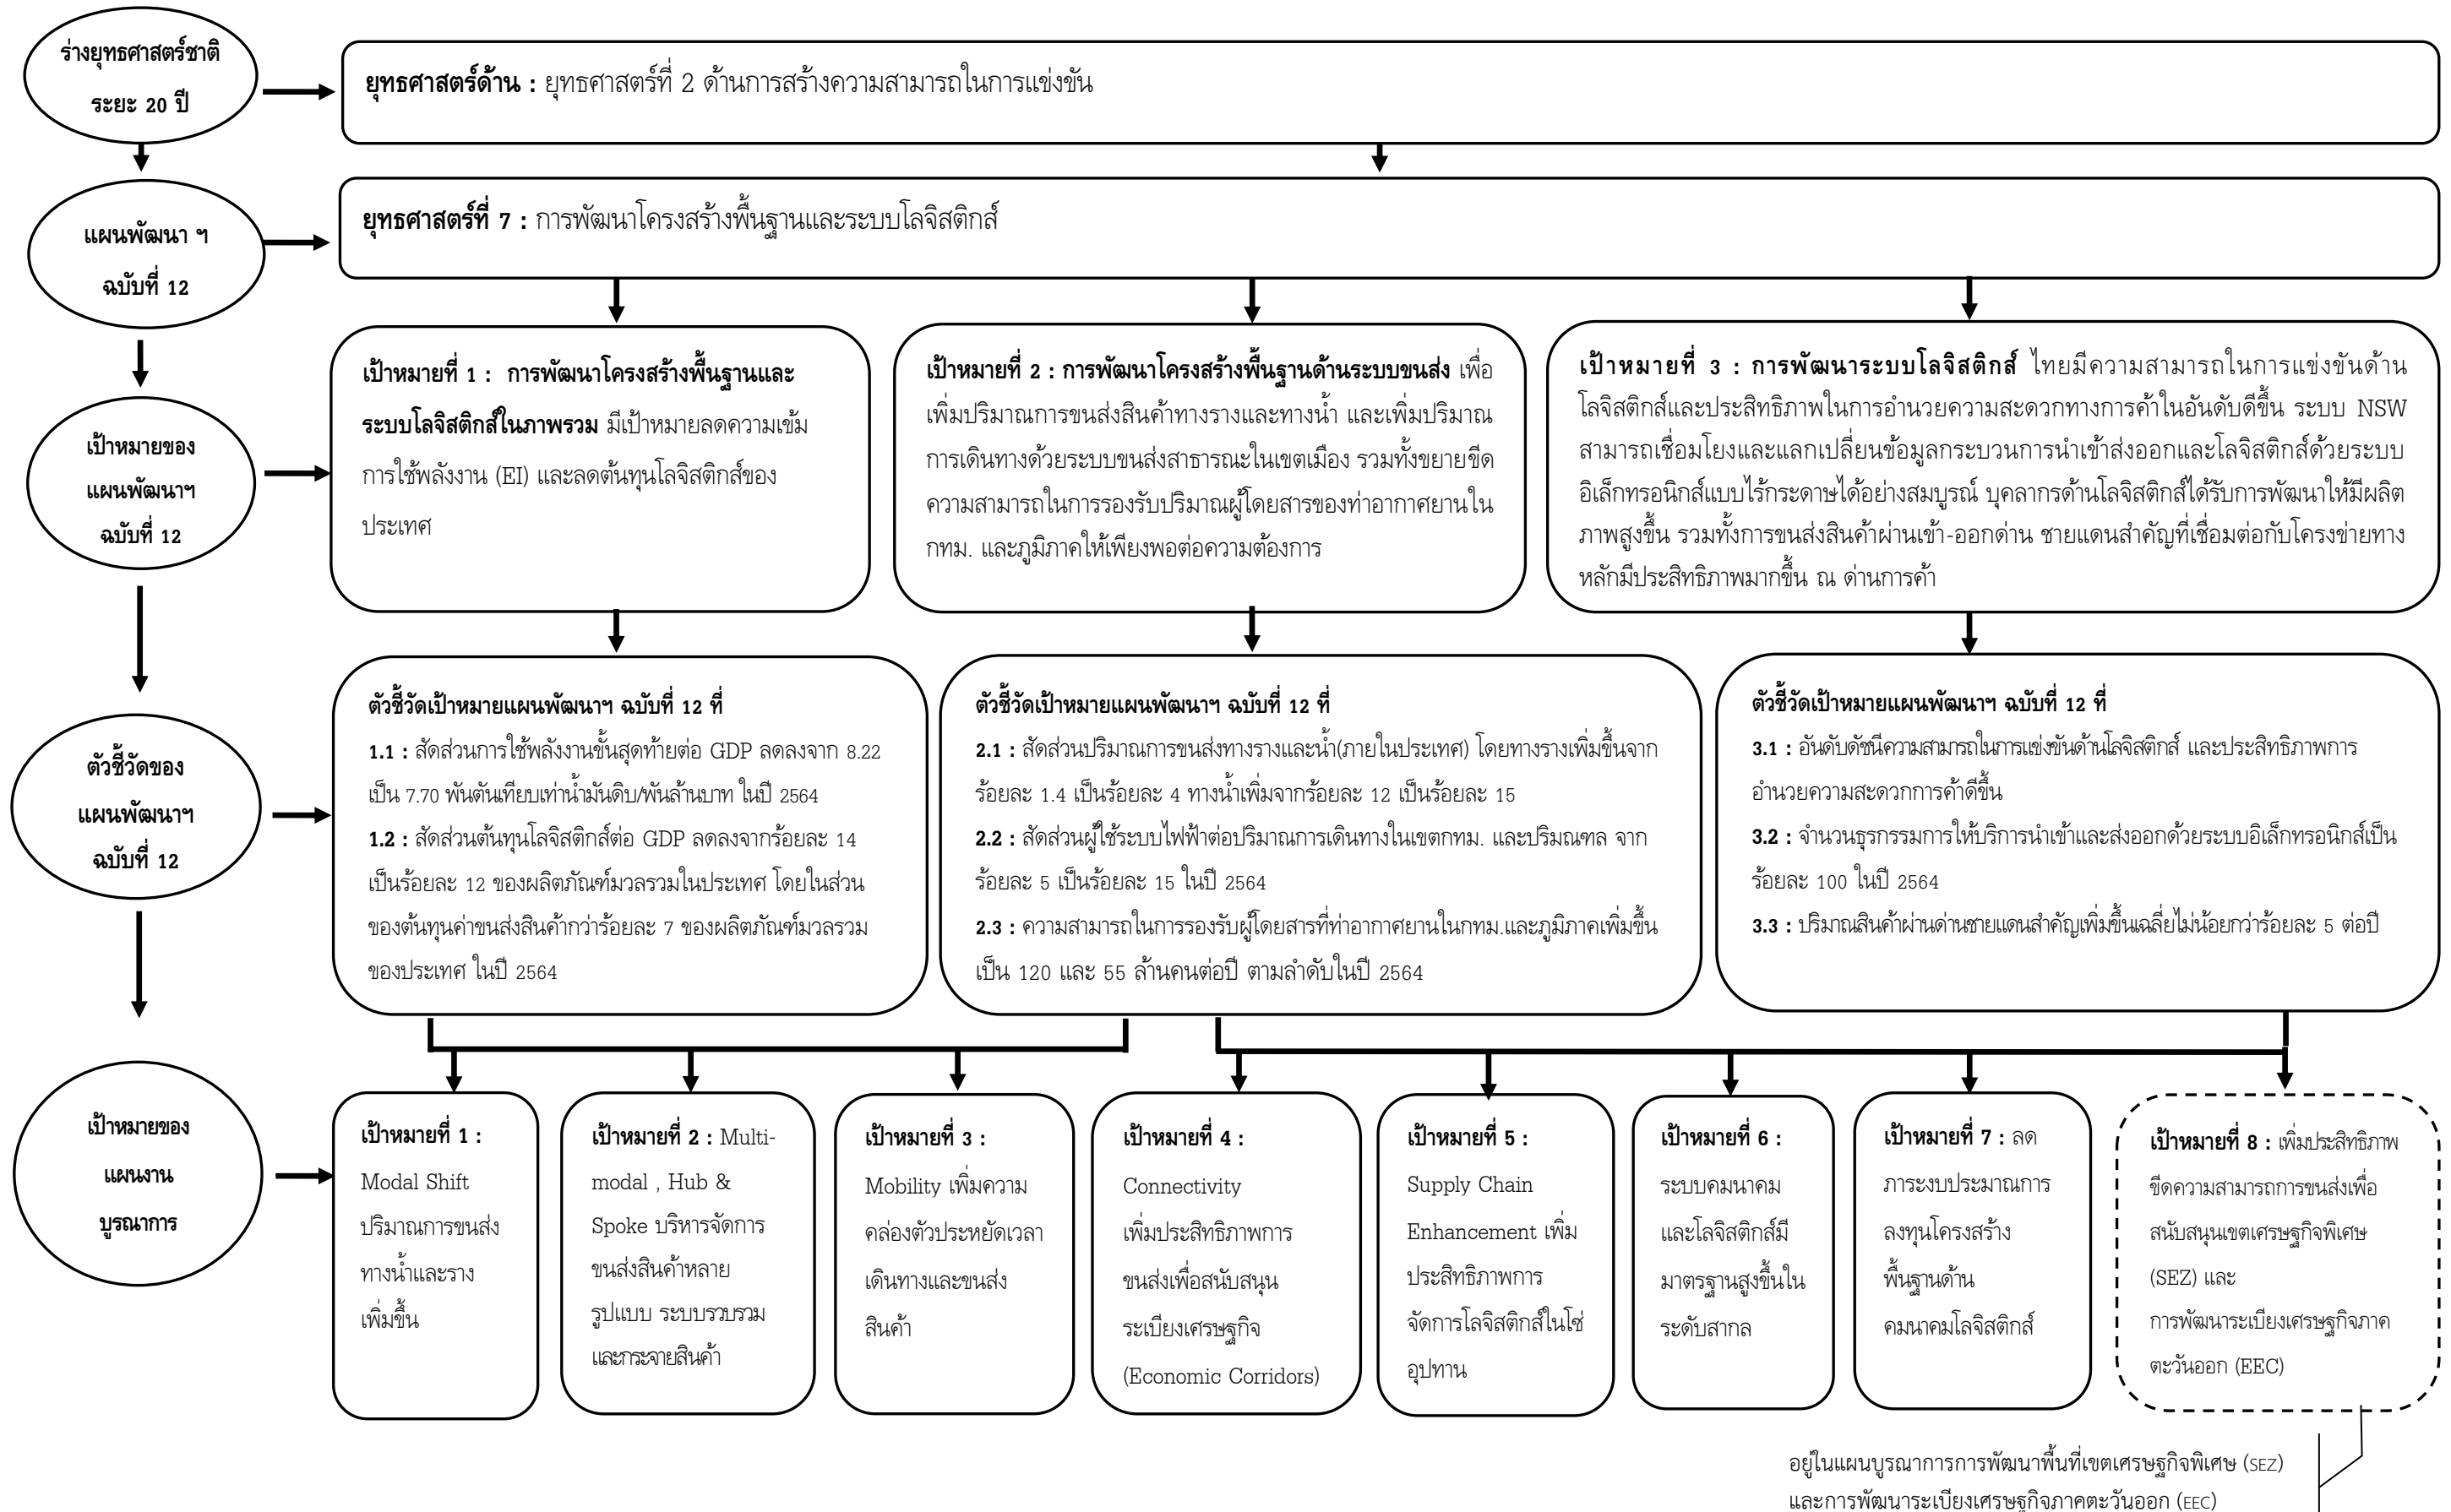 ร่างยุทธศาสตร์ชาติ
ระยะ 20 ปี
ยุทธศาสตร์ด้าน : ยุทธศาสตร์ที่ 2 ด้านการสร้างความสามารถในการแข่งขัน
แผนพัฒนา ฯ
ฉบับที่ 12
ยุทธศาสตร์ที่ 7 : การพัฒนาโครงสร้างพื้นฐานและระบบโลจิสติกส์
เป้าหมายของ
แผนพัฒนาฯ
ฉบับที่ 12
เป้าหมายที่ 1 : การพัฒนาโครงสร้างพื้นฐานและ
ระบบโลจิสติกส์ในภาพรวม มีเป้าหมายลดความเข้ม
การใช้พลังงาน (EI) และลดต้นทุนโลจิสติกส์ของ
ประเทศ
เป้าหมายที่ 2 : การพัฒนาโครงสร้างพื้นฐานด้านระบบขนส่ง เพื่อ
เพิ่มปริมาณการขนส่งสินค้าทางรางและทางน้ำ และเพิ่มปริมาณ
การเดินทางด้วยระบบขนส่งสาธารณะในเขตเมือง รวมทั้งขยายขีด
ความสามารถในการรองรับปริมาณผู้โดยสารของท่าอากาศยานใน
กทม. และภูมิภาคให้เพียงพอต่อความต้องการ
เป้าหมายที่ 3 : การพัฒนาระบบโลจิสติกส์ ไทยมีความสามารถในการแข่งขันด้าน
โลจิสติกส์และประสิทธิภาพในการอำนวยความสะดวกทางการค้าในอันดับดีขึ้น ระบบ NSW
สามารถเชื่อมโยงและแลกเปลี่ยนข้อมูลกระบวนการนำเข้าส่งออกและโลจิสติกส์ด้วยระบบ
อิเล็กทรอนิกส์แบบไร้กระดาษได้อย่างสมบูรณ์ บุคลากรด้านโลจิสติกส์ได้รับการพัฒนาให้มีผลิต
ภาพสูงขึ้น รวมทั้งการขนส่งสินค้าผ่านเข้า-ออกด่าน ชายแดนสำคัญที่เชื่อมต่อกับโครงข่ายทาง
หลักมีประสิทธิภาพมากขึ้น ณ ด่านการค้า
ตัวชี้วัดของ
แผนพัฒนาฯ
ฉบับที่ 12
ตัวชี้วัดเป้าหมายแผนพัฒนาฯ ฉบับที่ 12 ที่
1.1 : สัดส่วนการใช้พลังงานขั้นสุดท้ายต่อ GDP ลดลงจาก 8.22
เป็น 7.70 พันตันเทียบเท่าน้ำมันดิบ/พันล้านบาท ในปี 2564
1.2 : สัดส่วนต้นทุนโลจิสติกส์ต่อ GDP ลดลงจากร้อยละ 14
เป็นร้อยละ 12 ของผลิตภัณฑ์มวลรวมในประเทศ โดยในส่วน
ของต้นทุนค่าขนส่งสินค้ากว่าร้อยละ 7 ของผลิตภัณฑ์มวลรวม
ของประเทศ ในปี 2564
ตัวชี้วัดเป้าหมายแผนพัฒนาฯ ฉบับที่ 12 ที่
2.1 : สัดส่วนปริมาณการขนส่งทางรางและน้ำ(ภายในประเทศ) โดยทางรางเพิ่มขึ้นจาก
ร้อยละ 1.4 เป็นร้อยละ 4 ทางน้ำเพิ่มจากร้อยละ 12 เป็นร้อยละ 15
2.2 : สัดส่วนผู้ใช้ระบบไฟฟ้าต่อปริมาณการเดินทางในเขตกทม. และปริมณฑล จาก
ร้อยละ 5 เป็นร้อยละ 15 ในปี 2564
2.3 : ความสามารถในการรองรับผู้โดยสารที่ท่าอากาศยานในกทม.และภูมิภาคเพิ่มขึ้น
เป็น 120 และ 55 ล้านคนต่อปี ตามลำดับในปี 2564
ตัวชี้วัดเป้าหมายแผนพัฒนาฯ ฉบับที่ 12 ที่
3.1 : อันดับดัชนีความสามารถในการแข่งขันด้านโลจิสติกส์ และประสิทธิภาพการ
อำนวยความสะดวกการค้าดีขึ้น
3.2 : จำนวนธุรกรรมการให้บริการนำเข้าและส่งออกด้วยระบบอิเล็กทรอนิกส์เป็น
ร้อยละ 100 ในปี 2564
3.3 : ปริมาณสินค้าผ่านด่านชายแดนสำคัญเพิ่มขึ้นเฉลี่ยไม่น้อยกว่าร้อยละ 5 ต่อปี
เป้าหมายของ
แผนงาน
บูรณาการ
เป้าหมายที่ 1 :
Modal Shift
ปริมาณการขนส่ง
ทางน้ำและราง
เพิ่มขึ้น
เป้าหมายที่ 2 : Multi-
modal , Hub &
Spoke บริหารจัดการ
ขนส่งสินค้าหลาย
รูปแบบ ระบบรวบรวม
และกระจายสินค้า
เป้าหมายที่ 3 :
Mobility เพิ่มความ
คล่องตัวประหยัดเวลา
เดินทางและขนส่ง
สินค้า
เป้าหมายที่ 4 :
Connectivity
เพิ่มประสิทธิภาพการ
ขนส่งเพื่อสนับสนุน
ระเบียงเศรษฐกิจ
(Economic Corridors)
เป้าหมายที่ 5 :
Supply Chain
Enhancement เพิ่ม
ประสิทธิภาพการ
จัดการโลจิสติกส์ในโซ่
อุปทาน
เป้าหมายที่ 6 :
ระบบคมนาคม
และโลจิสติกส์มี
มาตรฐานสูงขึ้นใน
ระดับสากล
เป้าหมายที่ 7 : ลด
ภาระงบประมาณการ
ลงทุนโครงสร้าง
พื้นฐานด้าน
คมนาคมโลจิสติกส์
เป้าหมายที่ 8 : เพิ่มประสิทธิภาพ
ขีดความสามารถการขนส่งเพื่อ
สนับสนุนเขตเศรษฐกิจพิเศษ
(SEZ) และ
การพัฒนาระเบียงเศรษฐกิจภาค
ตะวันออก (EEC)
อยู่ในแผนบูรณาการการพัฒนาพื้นที่เขตเศรษฐกิจพิเศษ (SEZ)
และการพัฒนาระเบียงเศรษฐกิจภาคตะวันออก (EEC)